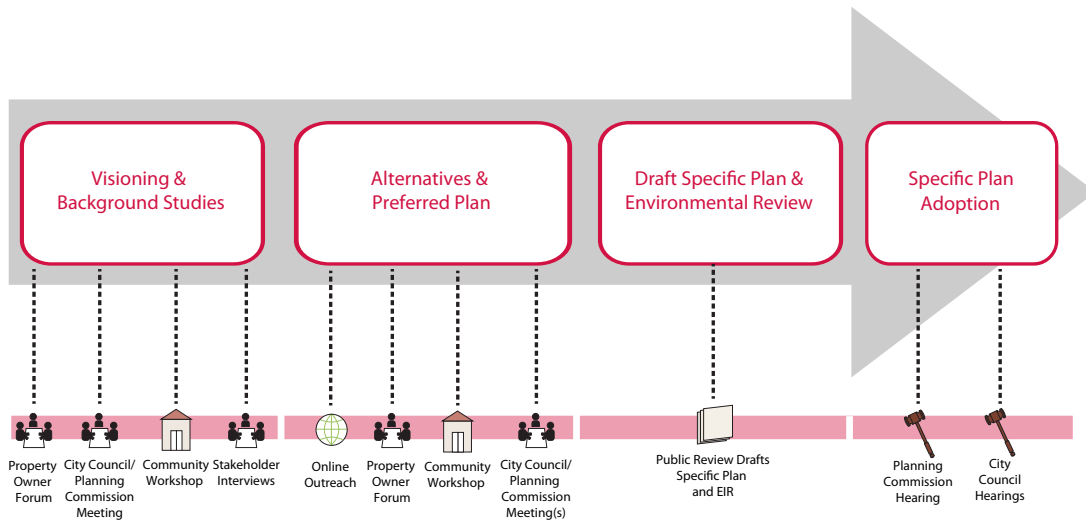 Visioning &
Background Studies
Alternatives &
Preferred Plan
Draft Specific Plan &
Environmental Review
Specific Plan
Adoption
Property
Owner
Forum
City Council/
Planning
Commission
Meeting
Community
Workshop
Stakeholder
Interviews
Online
Outreach
Property
Owner
Forum
Community
Workshop
City Council/
Planning
Commission
Meeting(s)
Public Review Drafts
Specific Plan
and EIR
Planning
Commission
Hearing
City
Council
Hearings